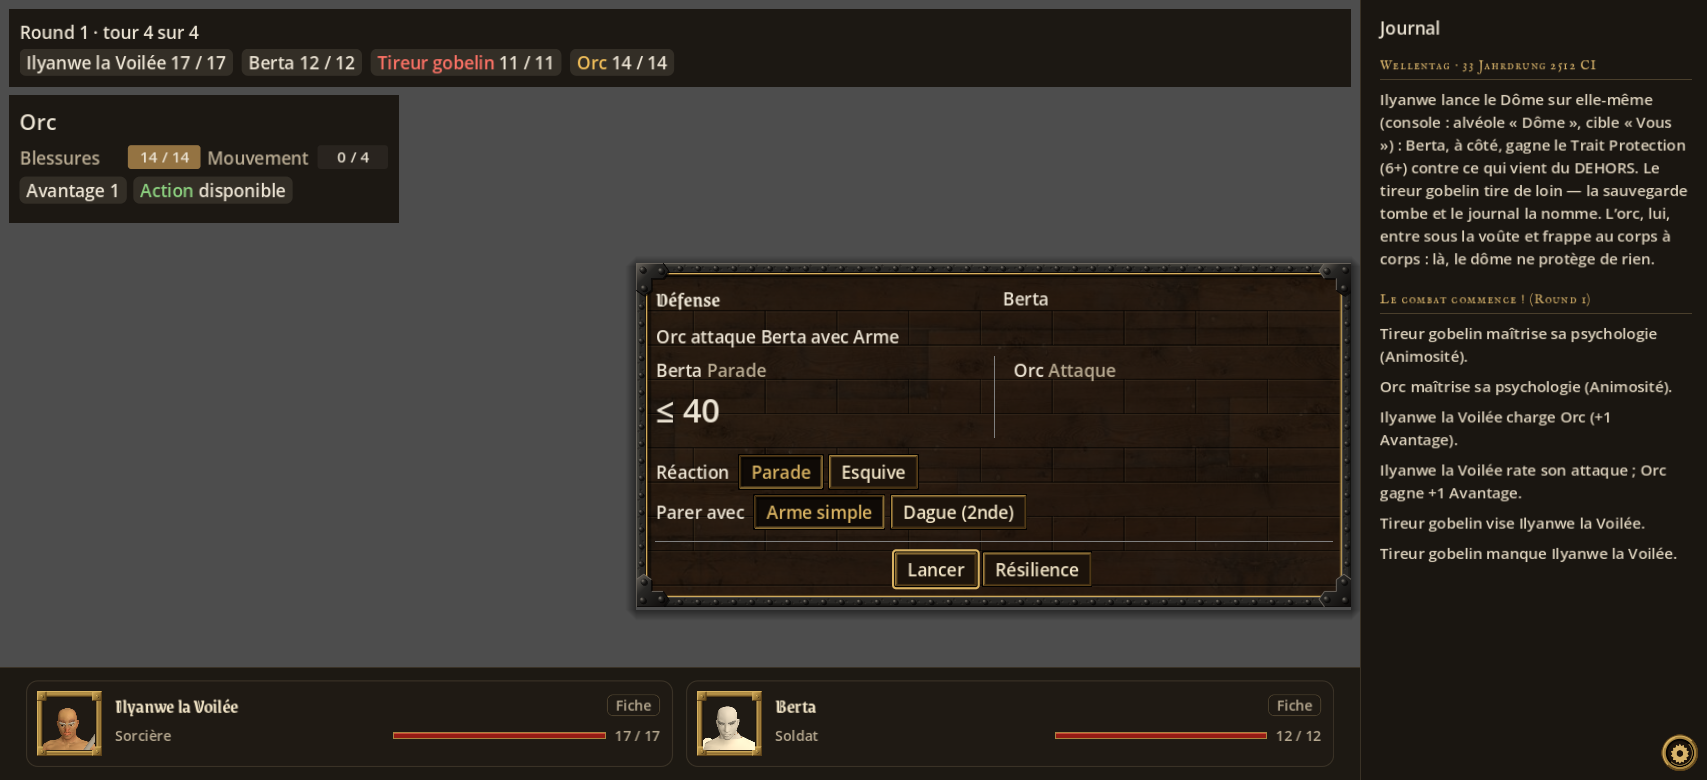 Round 1 · tour 4 sur 4
Ilyanwe la Voilée 17 / 17 Berta 12 / 12 Tireur gobelin 11 / 11 Orc 14 / 14
Orc
Blessures 14 / 14 Mouvement 0 / 4
Avantage 1 Action disponible
Défense Berta
Orc attaque Berta avec Arme
Berta Parade Orc Attaque
≤ 40
Réaction Parade Esquive
Parer avec Arme simple Dague (2nde)
Lancer Résilience
Ilyanwe la Voilée Fiche
Sorcière 17 / 17
Berta Fiche
Soldat 12 / 12
Journal
Wellentag · 33 Jahrdrung 2512 CI
Ilyanwe lance le Dôme sur elle-même
(console : alvéole « Dôme », cible « Vous
») : Berta, à côté, gagne le Trait Protection
(6+) contre ce qui vient du DEHORS. Le
tireur gobelin tire de loin — la sauvegarde
tombe et le journal la nomme. L'orc, lui,
entre sous la voûte et frappe au corps à
corps : là, le dôme ne protège de rien.
Le combat commence ! (Round 1)
Tireur gobelin maîtrise sa psychologie
(Animosité).
Orc maîtrise sa psychologie (Animosité).
Ilyanwe la Voilée charge Orc (+1
Avantage).
Ilyanwe la Voilée rate son attaque ; Orc
gagne +1 Avantage.
Tireur gobelin vise Ilyanwe la Voilée.
Tireur gobelin manque Ilyanwe la Voilée.